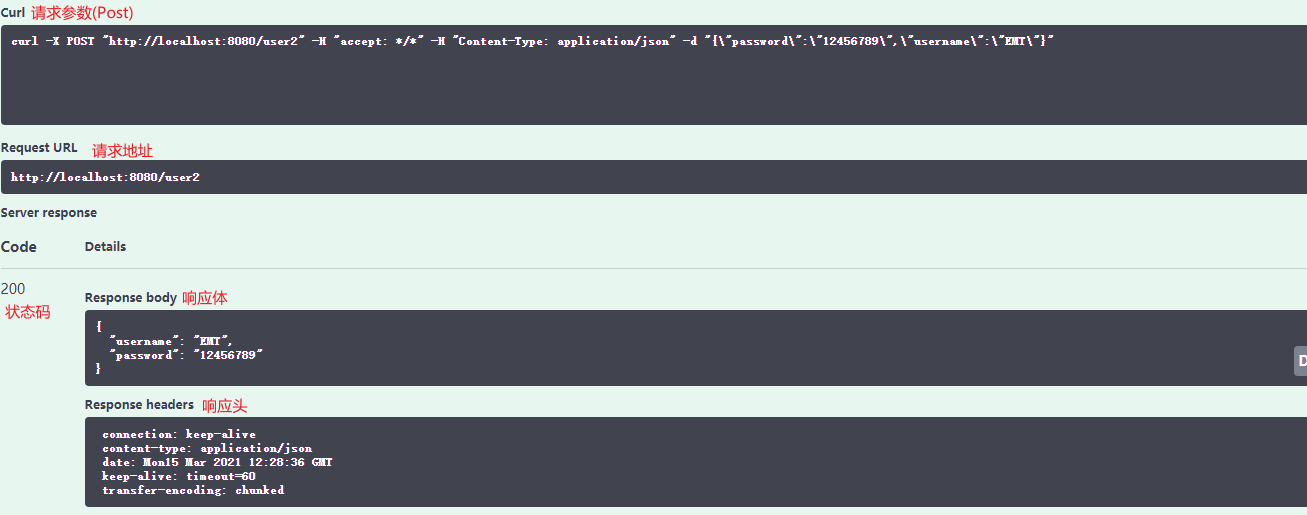 Curl 请求参数(Post)
curl -X POST "http://localhost:8080/user2" -H "accept: */*" -H "Content-Type: application/json" -d "{\"password\":\"12456789\",\"username\":\"EMT\"}"
Request URL 请求地址
http://localhost:8080/user2
Server response
Code Details
200
状态码
Response body 响应体
{
"username": "EMT",
"password": "12456789"
}
D
Response headers 响应头
connection: keep-alive
content-type: application/json
date: Mon15 Mar 2021 12:28:36 GMT
keep-alive: timeout=60
transfer-encoding: chunked